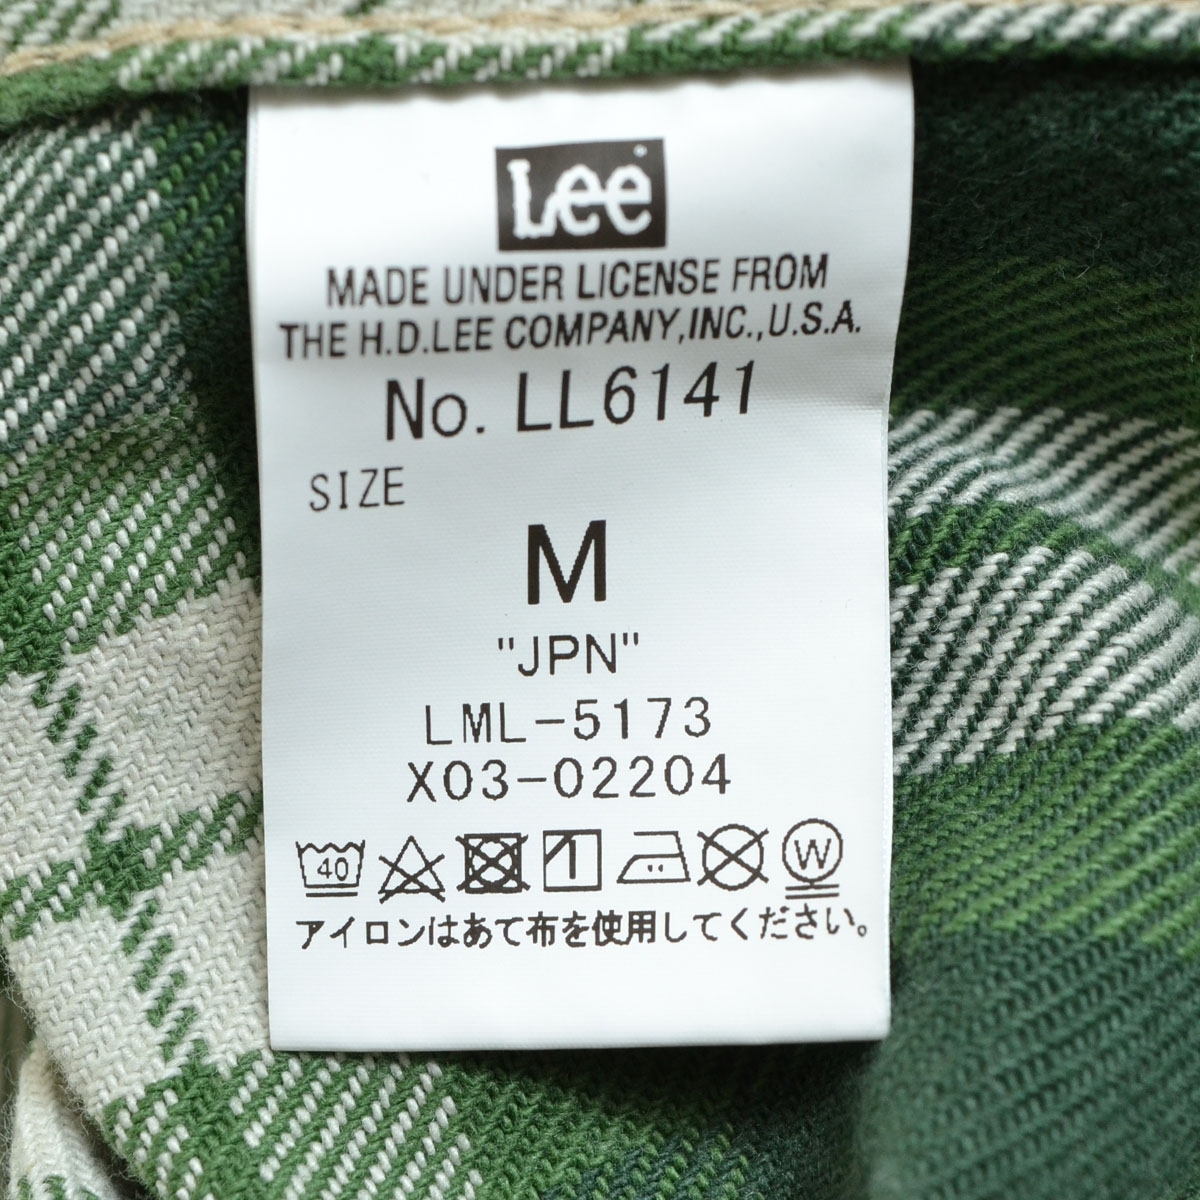 Lee
MADE UNDER LICENSE FROM
THE H.D.LEE COMPANY,INC.,U.S.A.
No. LL6141
SIZE
M
"JPN"
LML-5173
X03-02204
40 W
アイロンはあて布を使用してください。